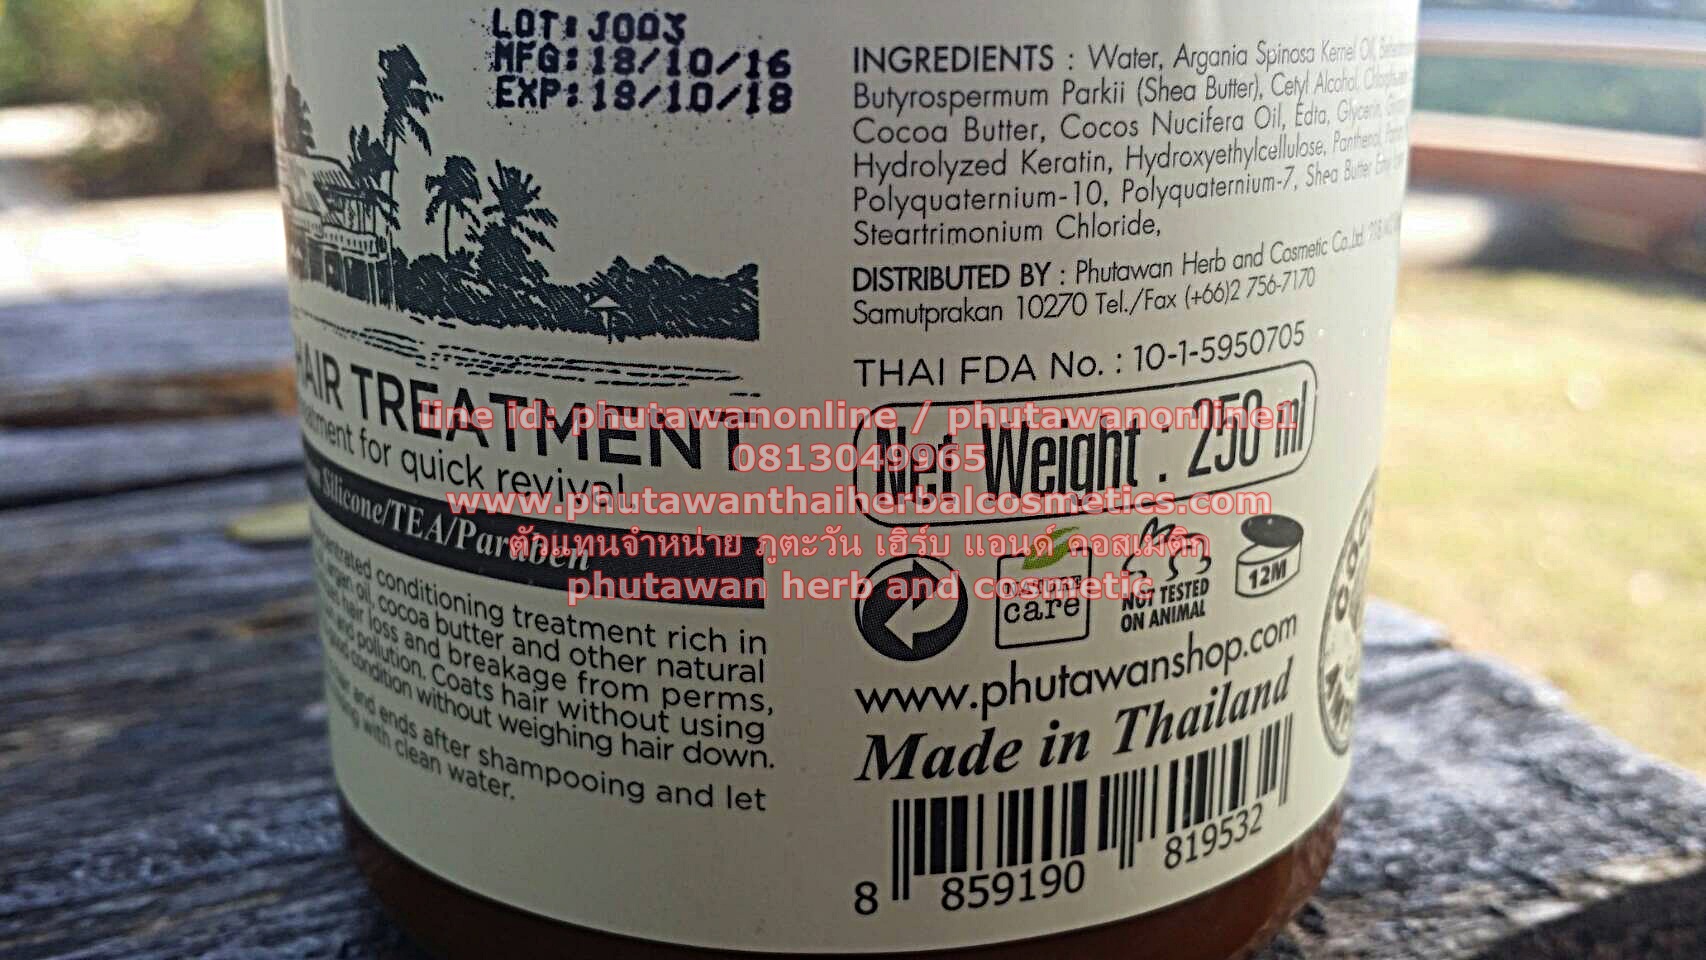 LOT: J003
MFG: 18/10/16
EXP: 18/10/18
HAIR TREATMENT
treatment for quick revival.
Silicone/TEA/Paraben
conditioning treatment rich in
argan oil, cocoa butter and other natural
hair loss and breakage from perms,
and pollution. Coats hair without using
condition without weighing hair down.
and ends after shampooing and let
with clean water.
INGREDIENTS : Water, Argania Spinosa Kernel Oil,
Butyrospermum Parkii (Shea Butter), Cetyl Alcohol,
Cocoa Butter, Cocos Nucifera Oil, Edta, Glycerin,
Hydrolyzed Keratin, Hydroxyethylcellulose, Panthenol,
Polyquaternium-10, Polyquaternium-7, Shea Butter
Steartrimonium Chloride,
DISTRIBUTED BY : Phutawan Herb and Cosmetic Co.,Ltd.
Samutprakan 10270 Tel./Fax (+66)2 756-7170
THAI FDA No. : 10-1-5950705
Net Weight : 250 ml
NATURE
care
NOT TESTED
ON ANIMAL
12M
www.phutawanshop.com
Made in Thailand
8 859190 819532
line id: phutawanonline / phutawanonline1
0813049965
www.phutawanthaiherbalcosmetics.com
ตัวแทนจำหน่าย ภูตะวัน เฮิร์บ แอนด์ คอสเมติก
phutawan herb and cosmetic